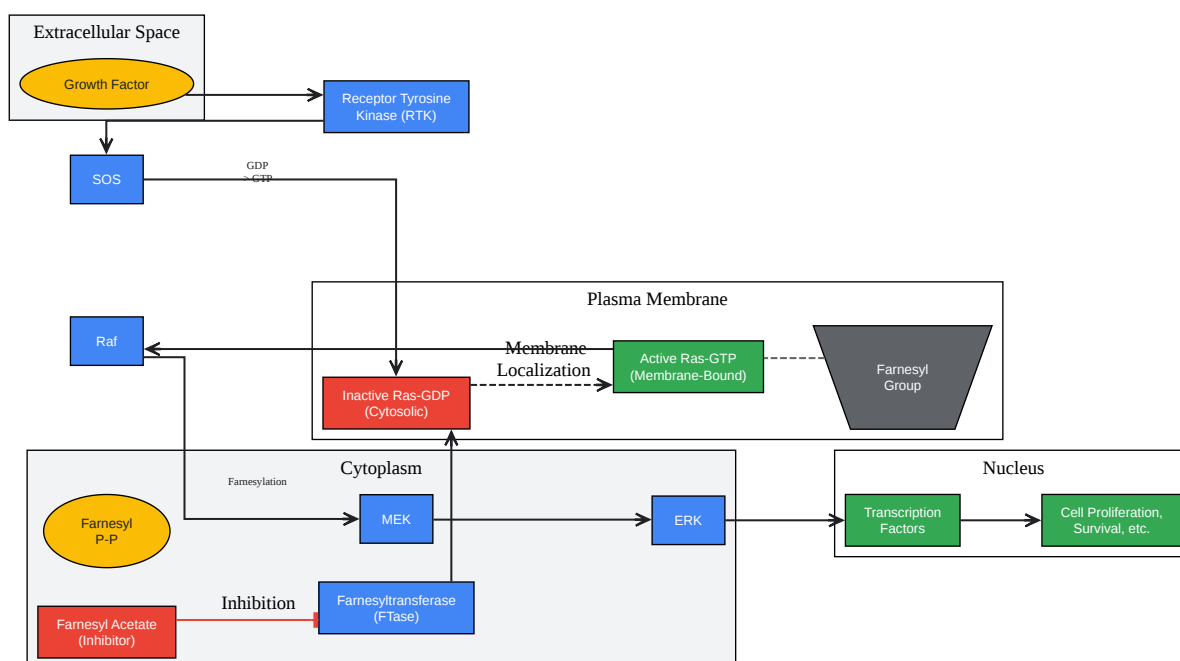 Extracellular Space
Growth Factor
Receptor Tyrosine
Kinase (RTK)
SOS
GDP
> GTP
Plasma Membrane
Raf
Membrane
Localization
Active Ras-GTP
(Membrane-Bound)
Farnesyl
Group
Inactive Ras-GDP
(Cytosolic)
Cytoplasm
Nucleus
Farnesylation
Farnesyl
P-P
MEK
ERK
Transcription
Factors
Cell Proliferation,
Survival, etc.
Inhibition
Farnesyltransferase
(FTase)
Farnesyl Acetate
(Inhibitor)